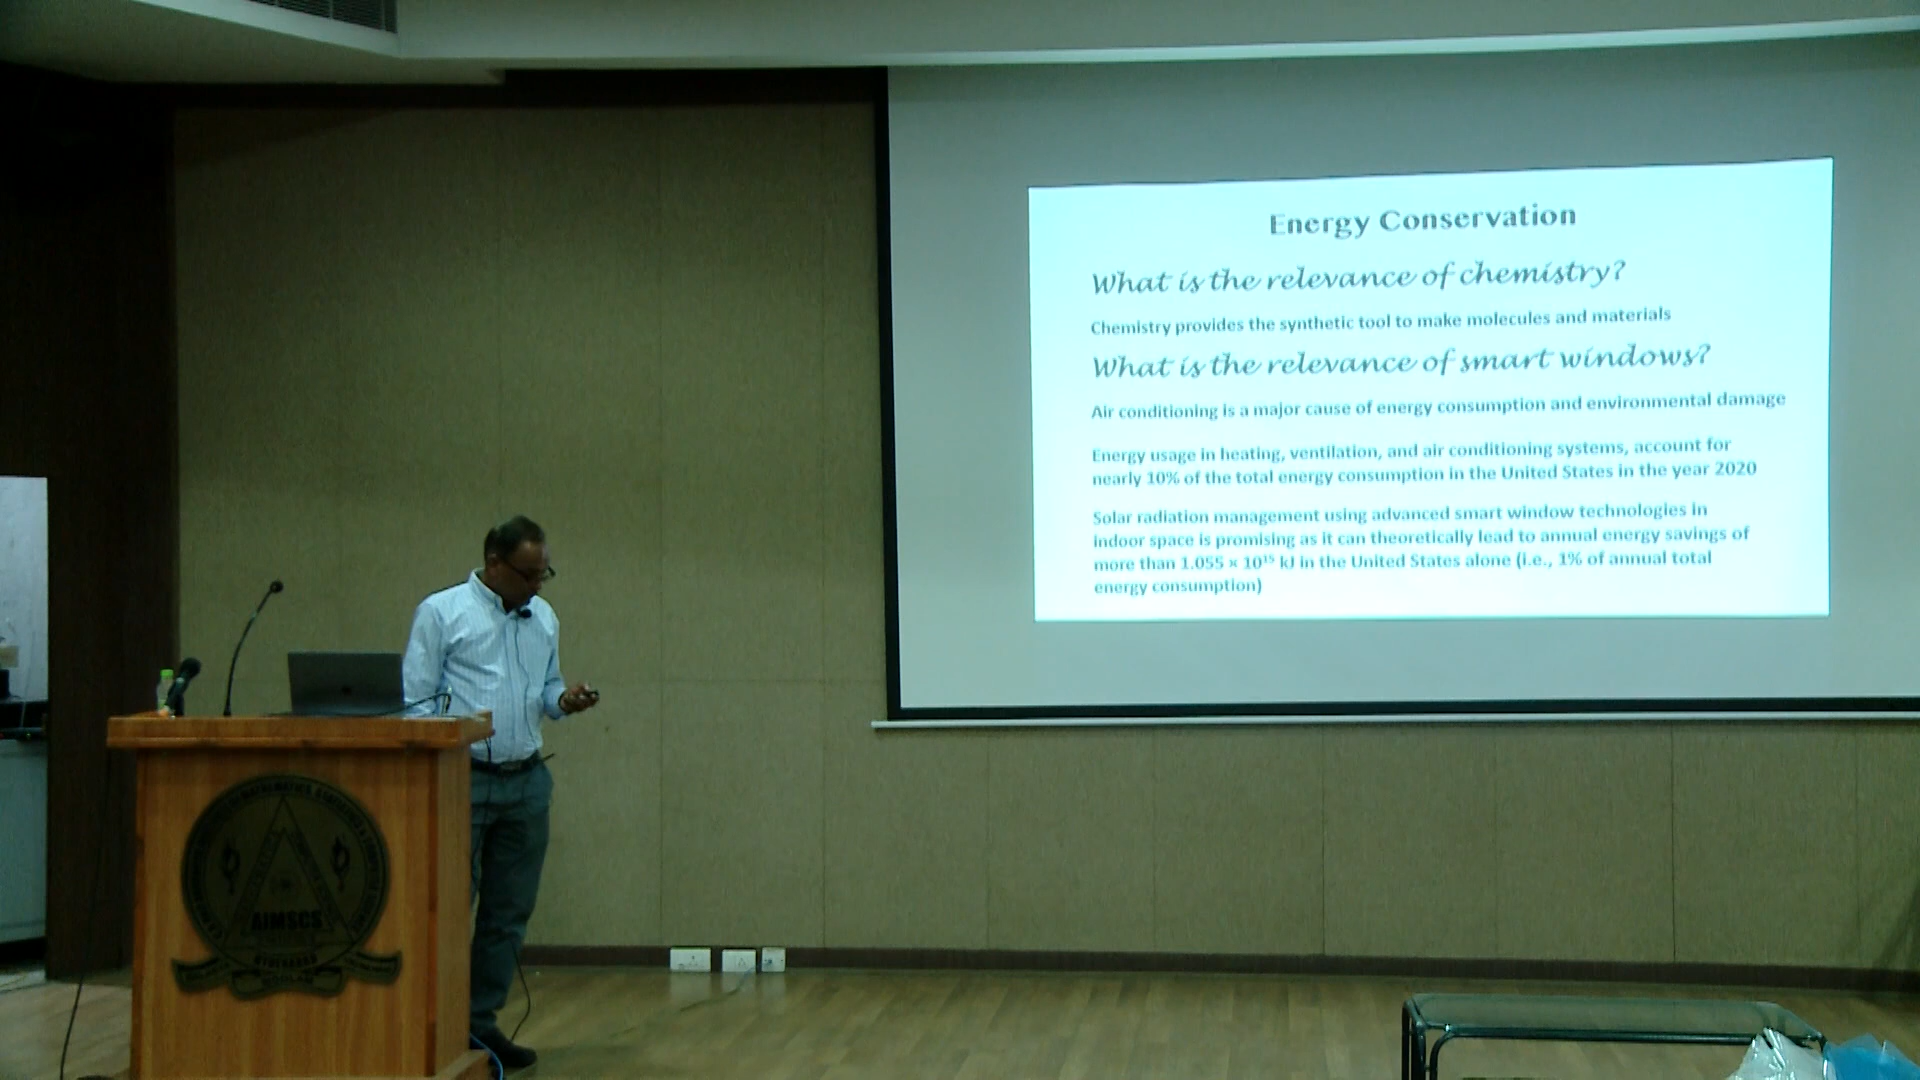 Energy Conservation
What is the relevance of chemistry?
Chemistry provides the synthetic tool to make molecules and materials
What is the relevance of smart windows?
Air conditioning is a major cause of energy consumption and environmental damage
Energy usage in heating, ventilation, and air conditioning systems, account for
nearly 10% of the total energy consumption in the United States in the year 2020
Solar radiation management using advanced smart window technologies in
indoor space is promising as it can theoretically lead to annual energy savings of
more than 1.055 × 10¹⁵ kJ in the United States alone (i.e., 1% of annual total
energy consumption)
AIMSCS
HYDERABAD